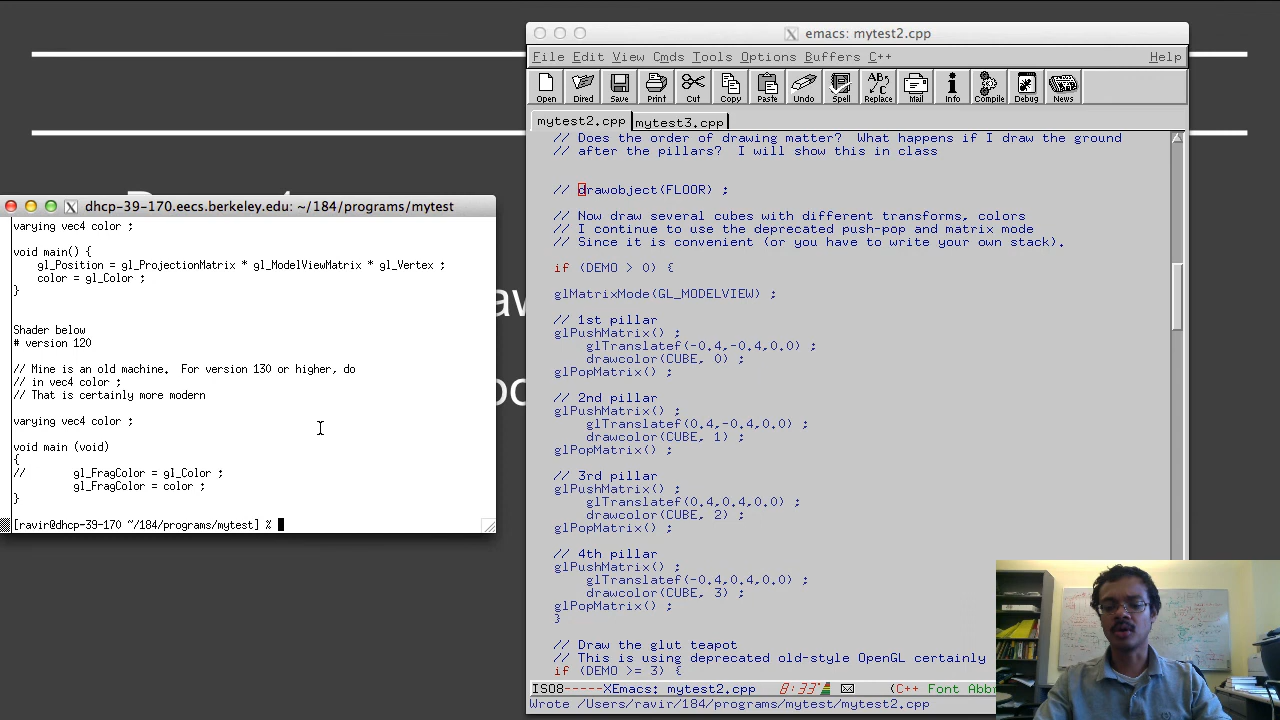 emacs: mytest2.cpp
File Edit View Cmds Tools Options Buffers C++ Help
Open Dired Save Print Cut Copy Paste Undo Spell Replace Mail Info Compile Debug News
mytest2.cpp mytest3.cpp
// Does the order of drawing matter?  What happens if I draw the ground
// after the pillars?  I will show this in class
// drawobject(FLOOR) ;
// Now draw several cubes with different transforms, colors
// I continue to use the deprecated push-pop and matrix mode
// Since it is convenient (or you have to write your own stack).
if (DEMO > 0) {
glMatrixMode(GL_MODELVIEW) ;
// 1st pillar
glPushMatrix() ;
glTranslatef(-0.4,-0.4,0.0) ;
drawcolor(CUBE, 0) ;
glPopMatrix() ;
// 2nd pillar
glPushMatrix() ;
glTranslatef(0.4,-0.4,0.0) ;
drawcolor(CUBE, 1) ;
glPopMatrix() ;
// 3rd pillar
glPushMatrix() ;
glTranslatef(0.4,0.4,0.0) ;
drawcolor(CUBE, 2) ;
glPopMatrix() ;
// 4th pillar
glPushMatrix() ;
glTranslatef(-0.4,0.4,0.0) ;
drawcolor(CUBE, 3) ;
glPopMatrix() ;
}
// Draw the glut teapot
// This is using deprecated old-style OpenGL certainly
if (DEMO >= 3) {
ISO8-----XEmacs: mytest2.cpp 8:33 (C++ Font Abbr
Wrote /Users/ravir/184/programs/mytest/mytest2.cpp
dhcp-39-170.eecs.berkeley.edu: ~/184/programs/mytest
varying vec4 color ;
void main() {
gl_Position = gl_ProjectionMatrix * gl_ModelViewMatrix * gl_Vertex ;
color = gl_Color ;
}
Shader below
# version 120
// Mine is an old machine.  For version 130 or higher, do
// in vec4 color ;
// That is certainly more modern
varying vec4 color ;
void main (void)
{
//        gl_FragColor = gl_Color ;
gl_FragColor = color ;
}
[ravir@dhcp-39-170 ~/184/programs/mytest] %